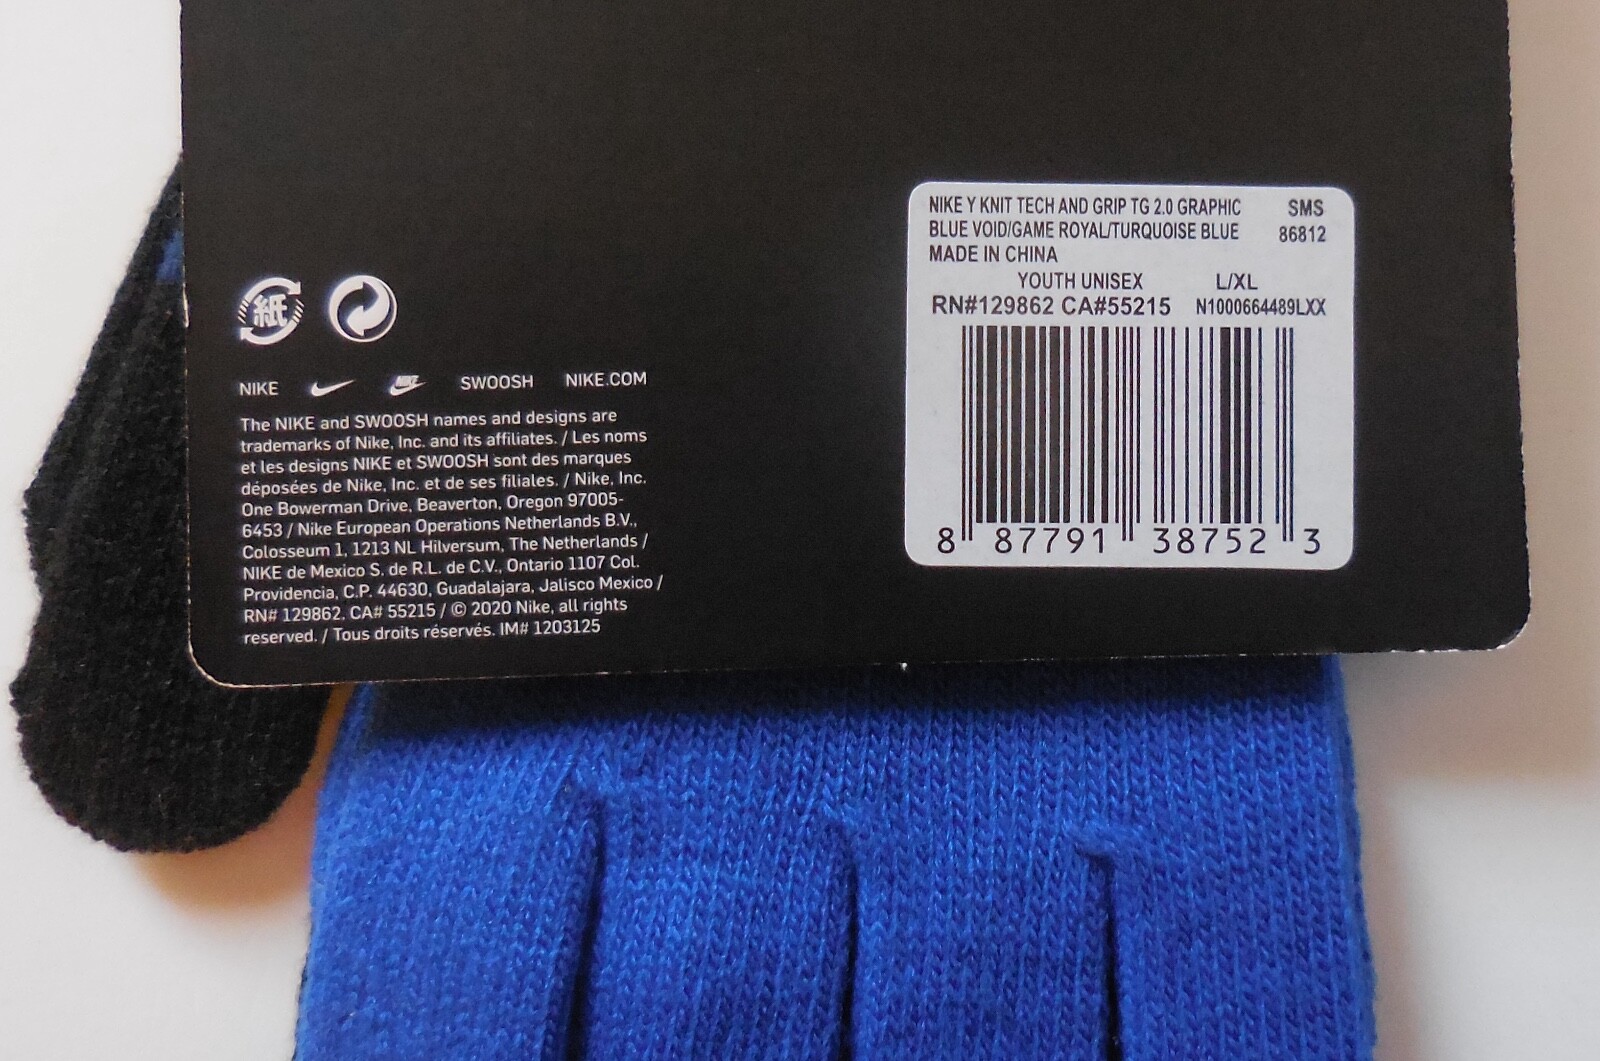 紙
NIKE SWOOSH NIKE.COM
The NIKE and SWOOSH names and designs are
trademarks of Nike, Inc. and its affiliates. / Les noms
et les designs NIKE et SWOOSH sont des marques
déposées de Nike, Inc. et de ses filiales. / Nike, Inc.
One Bowerman Drive, Beaverton, Oregon 97005-
6453 / Nike European Operations Netherlands B.V.,
Colosseum 1, 1213 NL Hilversum, The Netherlands /
NIKE de Mexico S. de R.L. de C.V., Ontario 1107 Col.
Providencia, C.P. 44630, Guadalajara, Jalisco Mexico /
RN# 129862. CA# 55215 / © 2020 Nike, all rights
reserved. / Tous droits réservés. IM# 1203125
NIKE Y KNIT TECH AND GRIP TG 2.0 GRAPHIC SMS
BLUE VOID/GAME ROYAL/TURQUOISE BLUE 86812
MADE IN CHINA
YOUTH UNISEX L/XL
RN#129862 CA#55215 N1000664489LXX
8 87791 38752 3